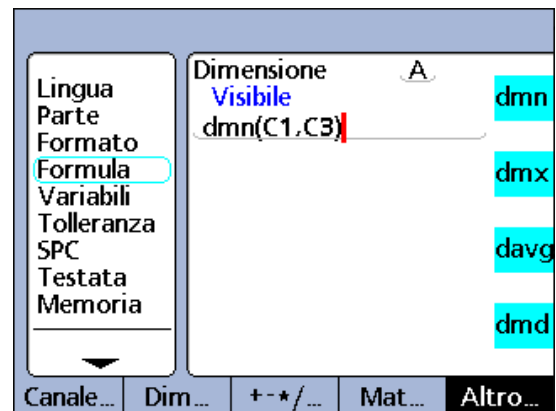 Lingua
Parte
Formato
Formula
Variabili
Tolleranza
SPC
Testata
Memoria
Dimensione A
Visibile
dmn(C1,C3)
dmn
dmx
davg
dmd
Canale... Dim... +-*/... Mat... Altro...